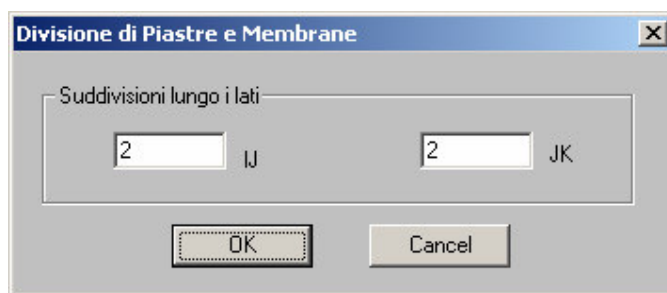 Divisione di Piastre e Membrane
Suddivisioni lungo i lati
2 IJ 2 JK
OK Cancel